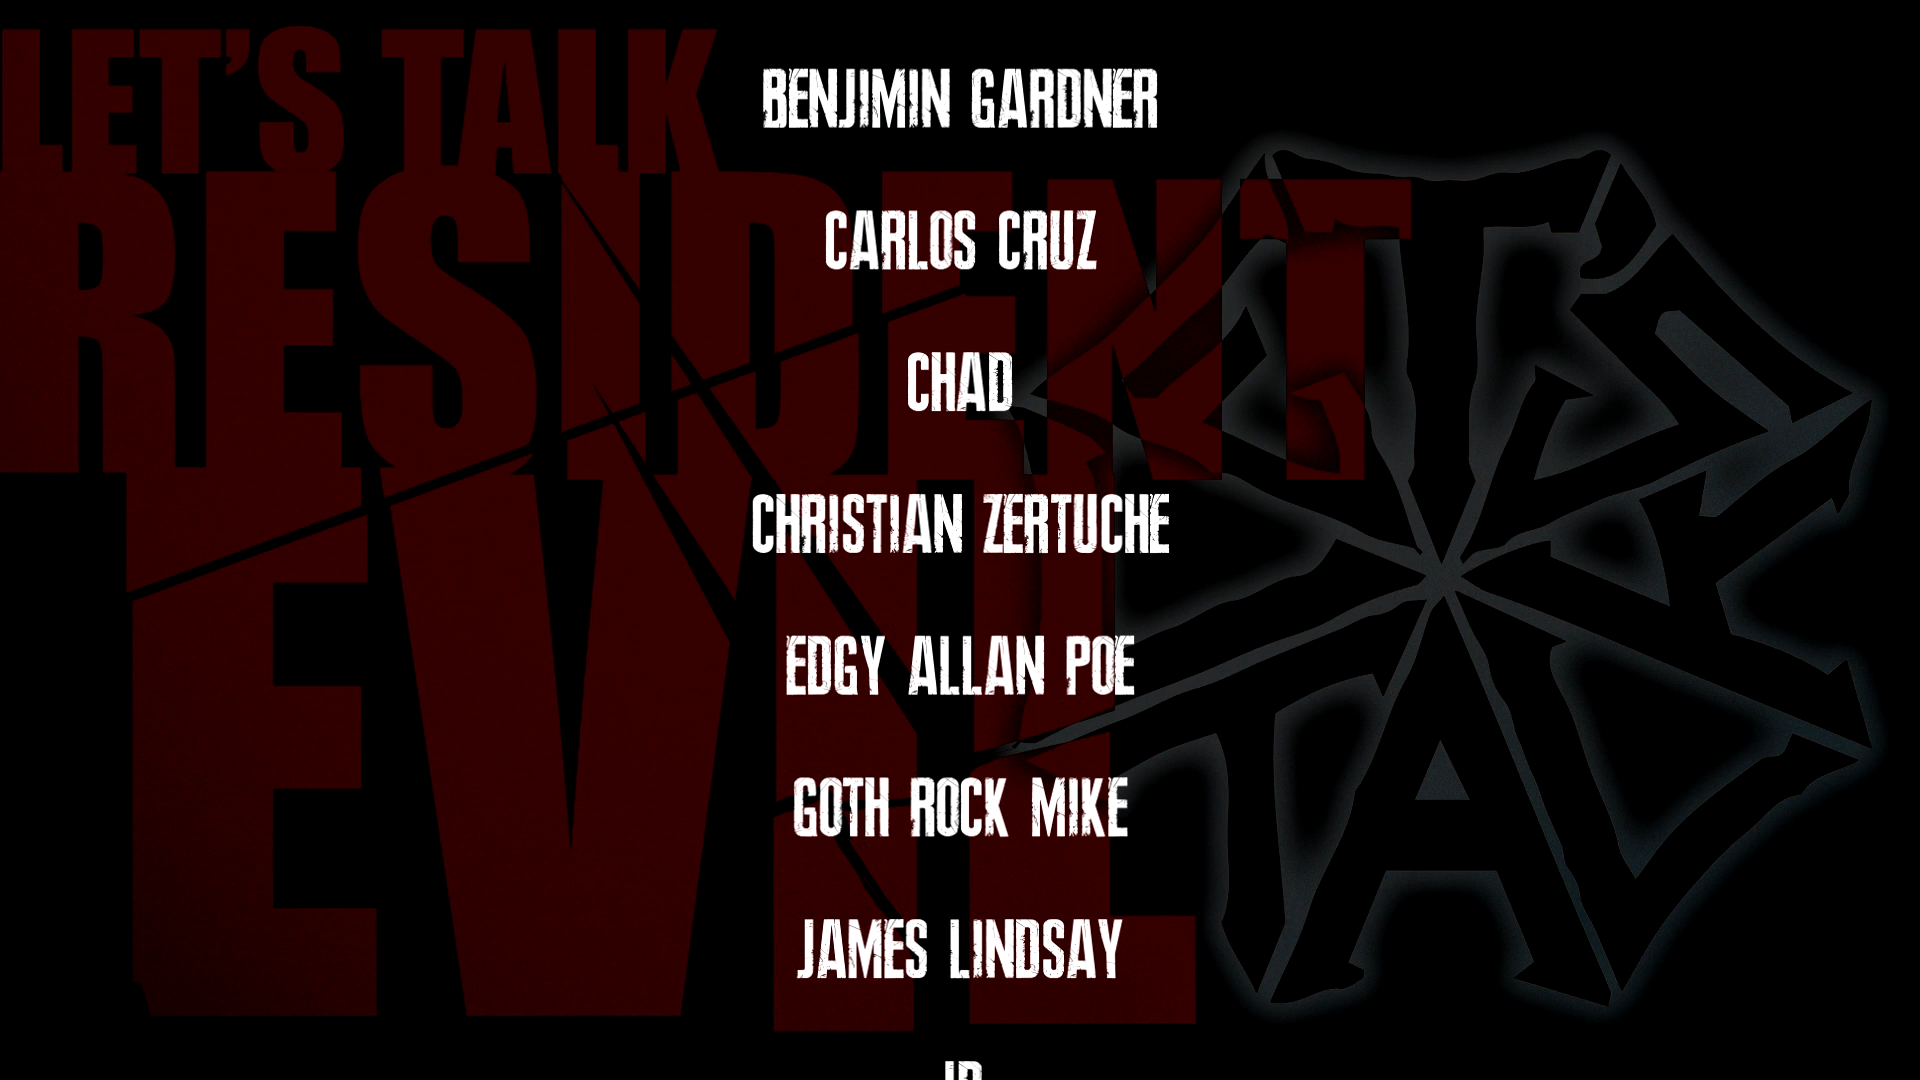 LET'S TALK
RESIDENT
EVIL
BENJIMIN GARDNER
CARLOS CRUZ
CHAD
CHRISTIAN ZERTUCHE
EDGY ALLAN POE
GOTH ROCK MIKE
JAMES LINDSAY